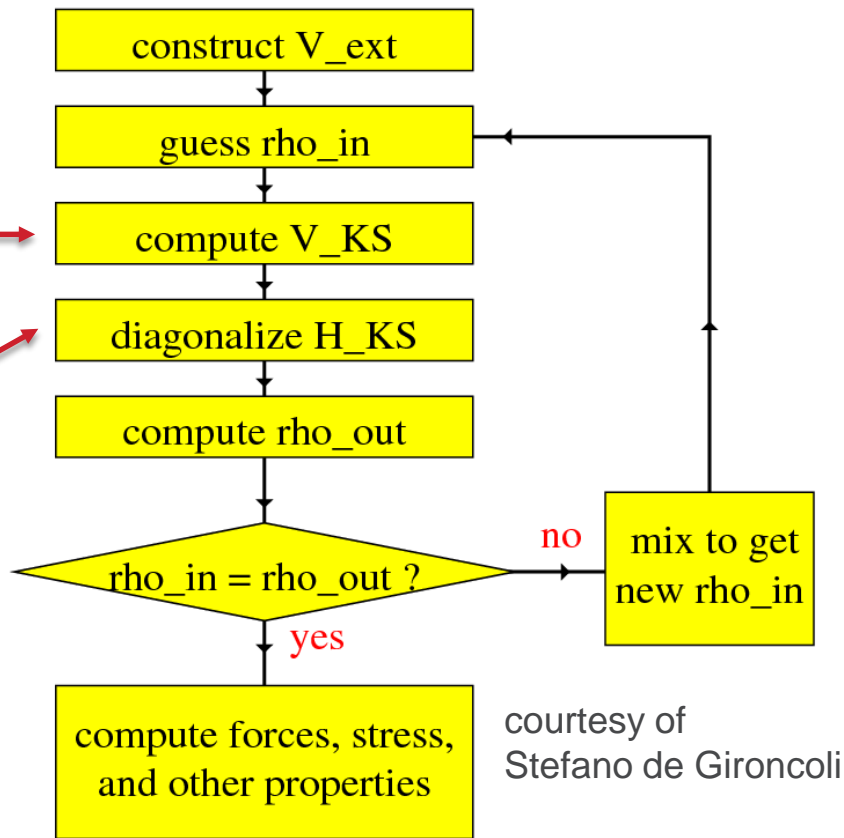 construct V_ext
guess rho_in
compute V_KS
diagonalize H_KS
compute rho_out
rho_in = rho_out ?
no
mix to get
new rho_in
yes
compute forces, stress,
and other properties
courtesy of
Stefano de Gironcoli